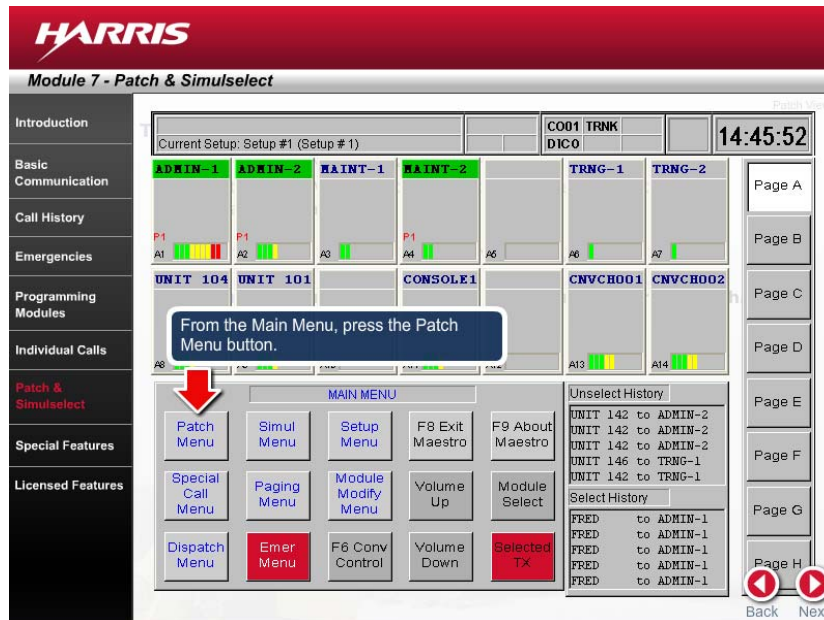 HARRIS
Module 7 - Patch & Simulselect
Introduction
Basic
Communication
Call History
Emergencies
Programming
Modules
Individual Calls
Patch &
Simulselect
Special Features
Licensed Features
Current Setup: Setup #1 (Setup # 1)
CO01 TRNK
DICO
14:45:52
ADMIN-1
ADMIN-2
MAINT-1
MAINT-2
TRNG-1
TRNG-2
P1
P1
P1
A1
A2
A3
A4
A5
A6
A7
UNIT 104
UNIT 101
CONSOLE1
CNVCH001
CNVCH002
From the Main Menu, press the Patch
Menu button.
A8
A13
A14
Page A
Page B
Page C
Page D
Page E
Page F
Page G
Page H
MAIN MENU
Patch
Menu
Simul
Menu
Setup
Menu
F8 Exit
Maestro
F9 About
Maestro
Special
Call
Menu
Paging
Menu
Module
Modify
Menu
Volume
Up
Module
Select
Dispatch
Menu
Emer
Menu
F6 Conv
Control
Volume
Down
Selected
TX
Unselect History
UNIT 142 to ADMIN-2
UNIT 142 to ADMIN-2
UNIT 142 to ADMIN-2
UNIT 146 to TRNG-1
UNIT 142 to TRNG-1
Select History
FRED to ADMIN-1
FRED to ADMIN-1
FRED to ADMIN-1
FRED to ADMIN-1
FRED to ADMIN-1
Back